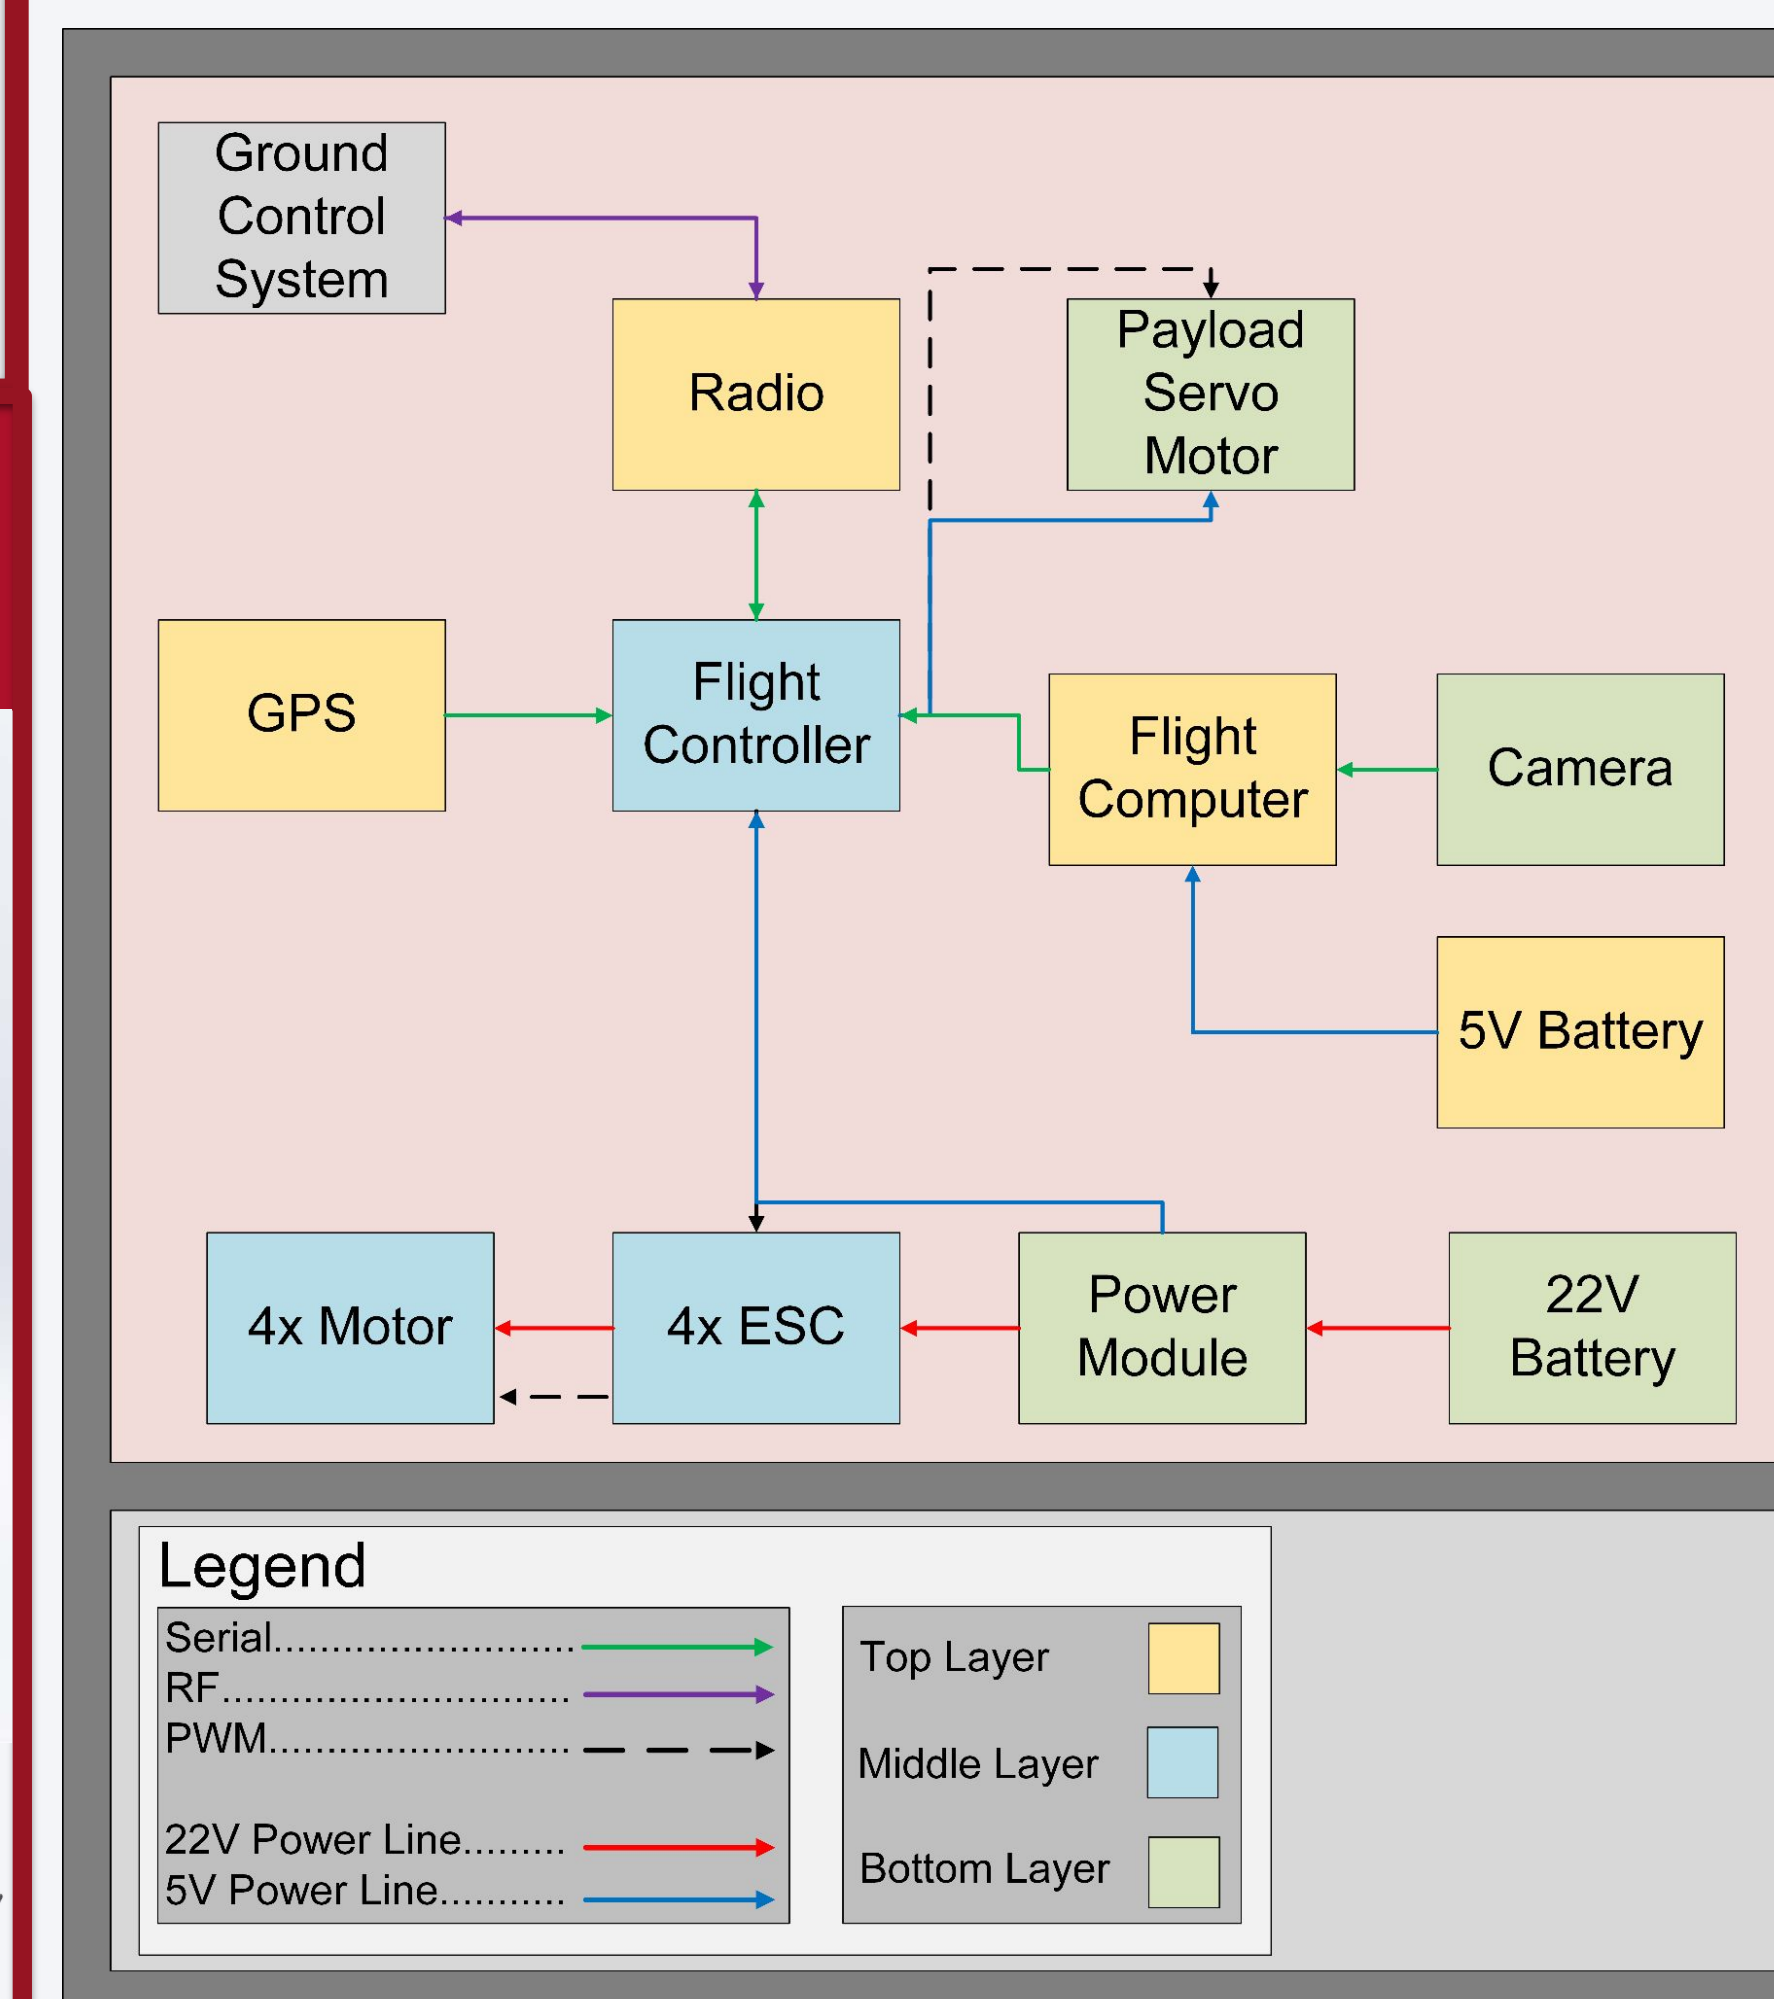 Ground
Control
System
Radio
Payload
Servo
Motor
GPS
Flight
Controller
Flight
Computer
Camera
5V Battery
4x Motor
4x ESC
Power
Module
22V
Battery
Legend
Serial...........................
RF..............................
PWM...........................
22V Power Line.........
5V Power Line...........
Top Layer
Middle Layer
Bottom Layer